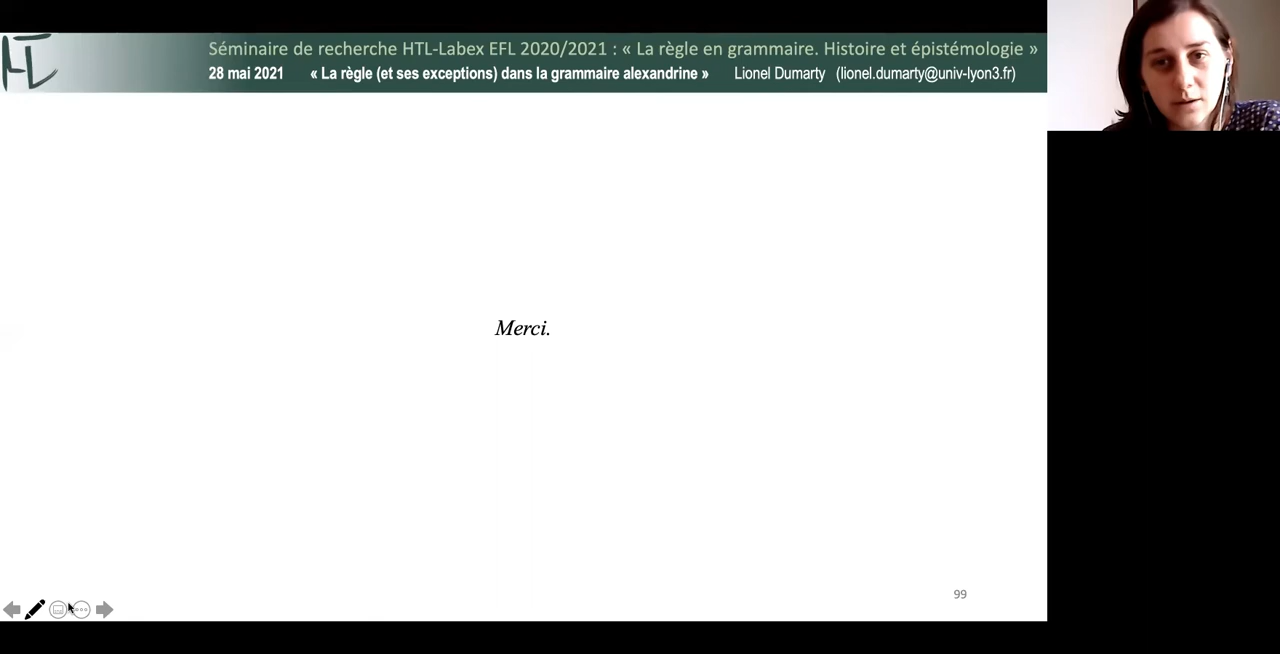 HTL
Séminaire de recherche HTL-Labex EFL 2020/2021 : « La règle en grammaire. Histoire et épistémologie »
28 mai 2021 « La règle (et ses exceptions) dans la grammaire alexandrine » Lionel Dumarty (lionel.dumarty@univ-lyon3.fr)
Merci.
99